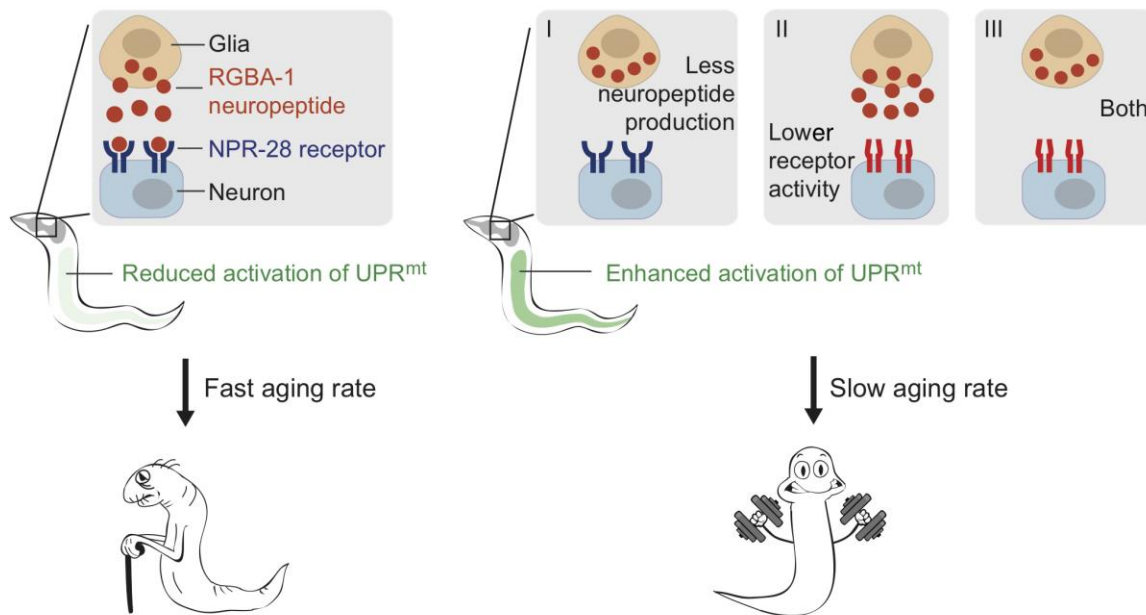 Glia
RGBA-1
neuropeptide
NPR-28 receptor
Neuron
Reduced activation of UPRmt
Fast aging rate
I
Less
neuropeptide
production
II
Lower
receptor
activity
III
Both
Enhanced activation of UPRmt
Slow aging rate